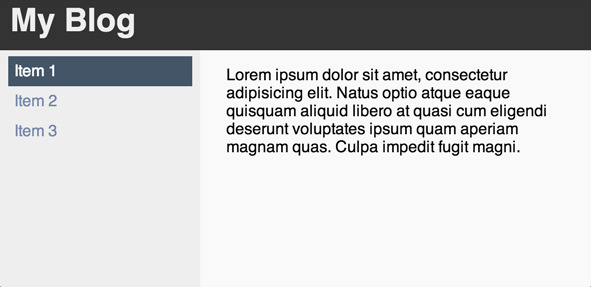 My Blog
Item 1
Item 2
Item 3
Lorem ipsum dolor sit amet, consectetur
adipisicing elit. Natus optio atque eaque
quisquam aliquid libero at quasi cum eligendi
deserunt voluptates ipsum quam aperiam
magnam quas. Culpa impedit fugit magni.